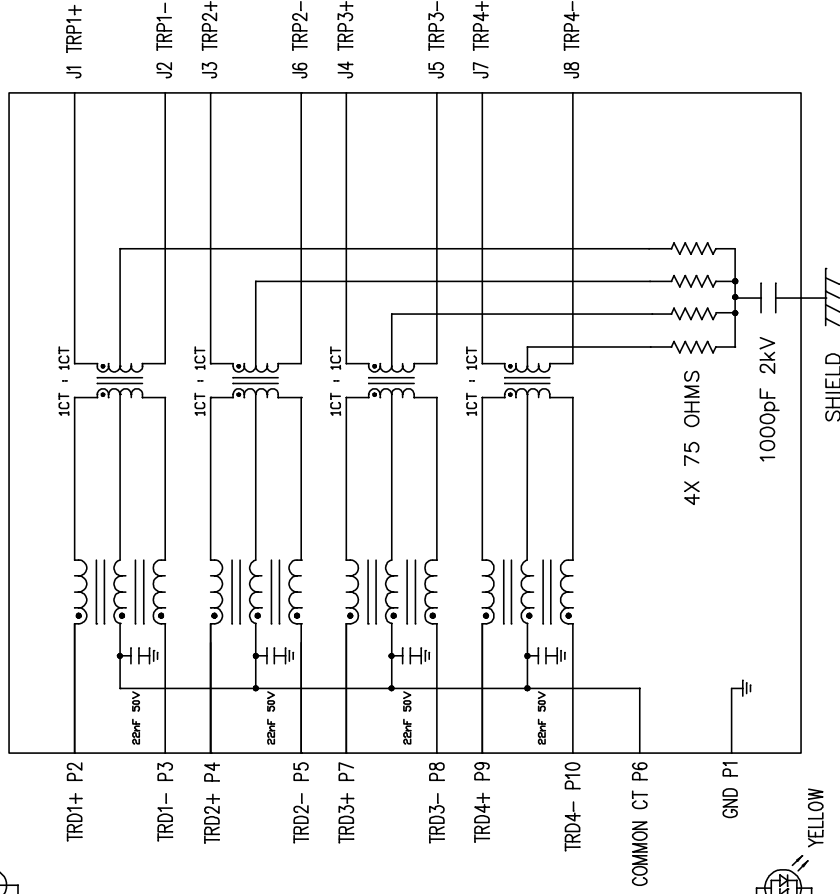 J1 TRP1+
J2 TRP1-
J3 TRP2+
J6 TRP2-
J4 TRP3+
J5 TRP3-
J7 TRP4+
J8 TRP4-
1CT : 1CT
1CT : 1CT
1CT : 1CT
1CT : 1CT
4X 75 OHMS
1000pF 2kV
SHIELD
22nF 50V
22nF 50V
22nF 50V
22nF 50V
TRD1+ P2
TRD1- P3
TRD2+ P4
TRD2- P5
TRD3+ P7
TRD3- P8
TRD4+ P9
TRD4- P10
COMMON CT P6
GND P1
YELLOW